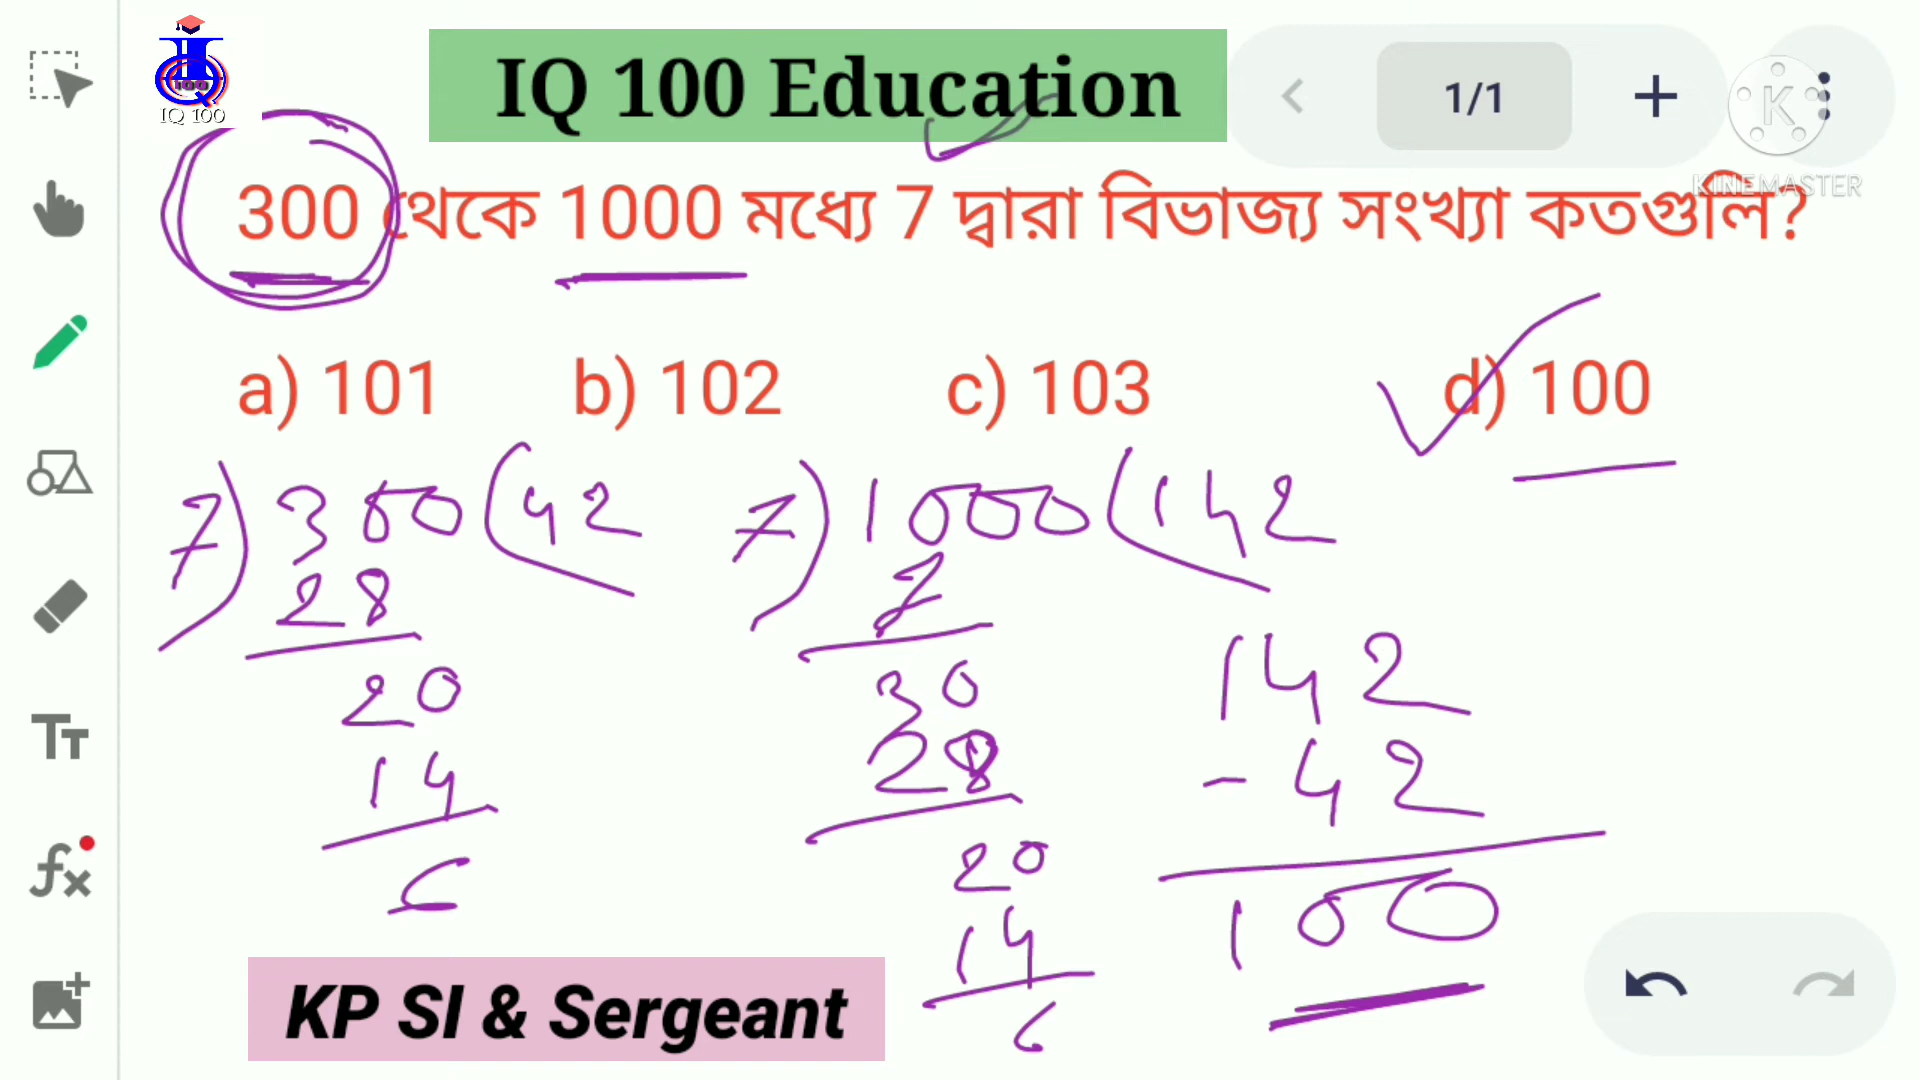 IQ 100
IQ 100 Education
1/1
K
KINEMASTER
300 থেকে 1000 মধ্যে 7 দ্বারা বিভাজ্য সংখ্যা কতগুলি?
a) 101 b) 102 c) 103 d) 100
7) 300 (42
28
20
14
6
7) 1000 (142
7
30
28
20
14
6
142
- 42
100
KP SI & Sergeant
Tт
fx